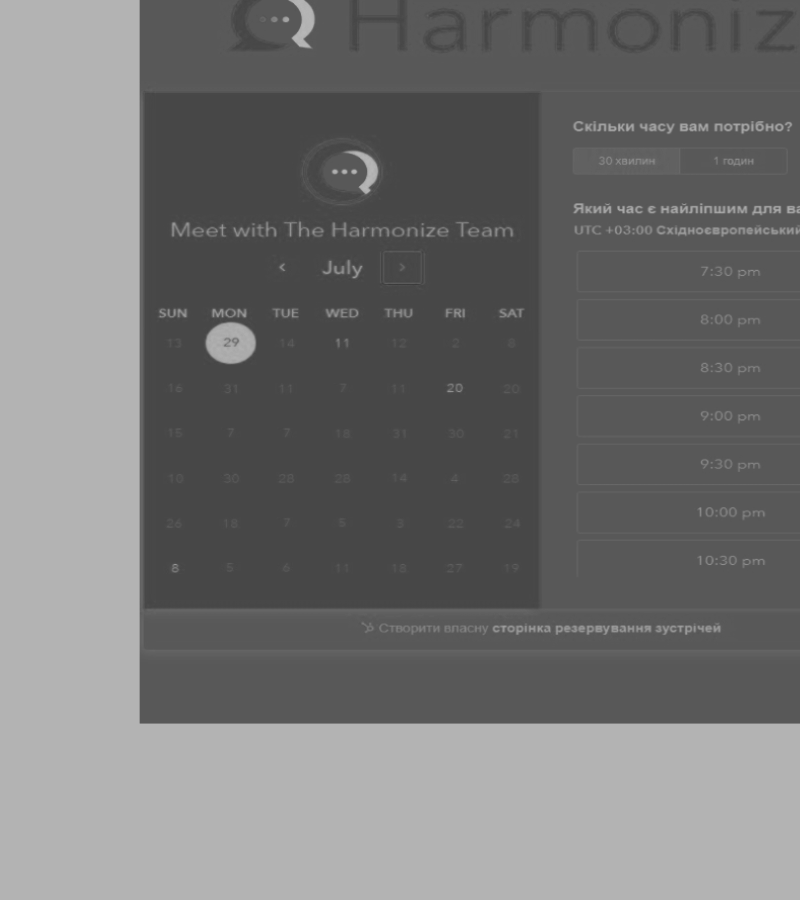 Harmoniz
Meet with The Harmonize Team
< July >
SUN MON TUE WED THU FRI SAT
13 29 14 11 12 2 8
16 31 11 7 11 20 20
15 7 7 18 31 30 21
10 30 28 28 14 4 28
26 18 7 5 3 22 24
8 5 6 11 18 27 19
Скільки часу вам потрібно?
30 хвилин 1 годин
Який час є найліпшим для ва
UTC +03:00 Східноєвропейський
7:30 pm
8:00 pm
8:30 pm
9:00 pm
9:30 pm
10:00 pm
10:30 pm
Створити власну сторінка резервування зустрічей